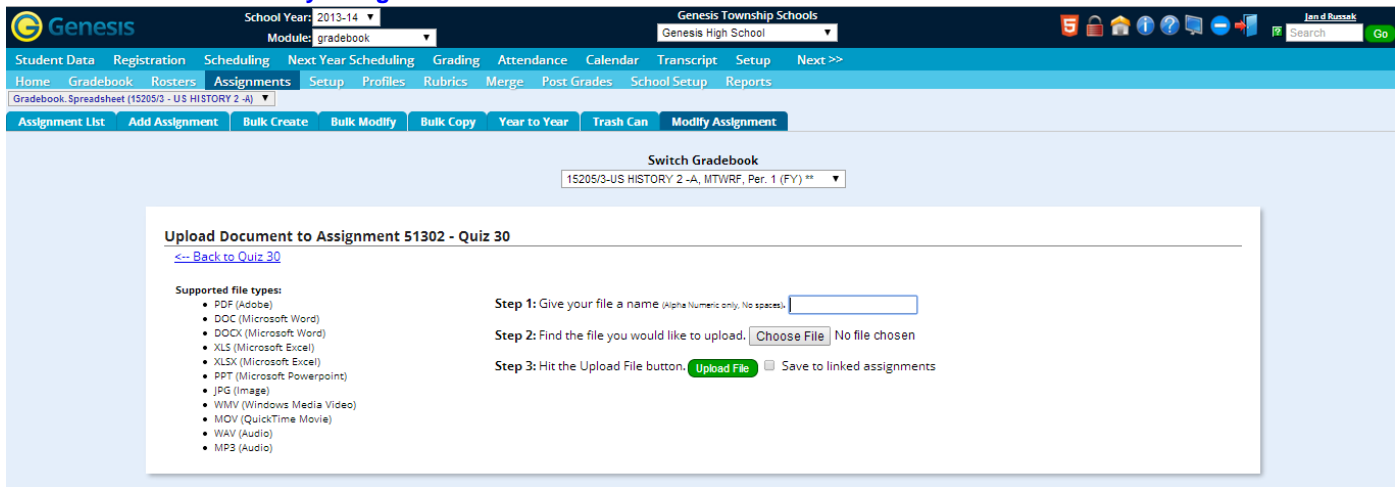 Genesis
School Year: 2013-14
Module: gradebook
Genesis Township Schools
Genesis High School
Jan d Russak
Search Go
Student Data Registration Scheduling Next Year Scheduling Grading Attendance Calendar Transcript Setup Next >>
Home Gradebook Rosters Assignments Setup Profiles Rubrics Merge Post Grades School Setup Reports
Gradebook.Spreadsheet (15205/3 - US HISTORY 2 -A)
Assignment List Add Assignment Bulk Create Bulk Modify Bulk Copy Year to Year Trash Can Modify Assignment
Switch Gradebook
15205/3-US HISTORY 2 -A, MTWRF, Per. 1 (FY) **
Upload Document to Assignment 51302 - Quiz 30
<-- Back to Quiz 30
Supported file types:
PDF (Adobe)
DOC (Microsoft Word)
DOCX (Microsoft Word)
XLS (Microsoft Excel)
XLSX (Microsoft Excel)
PPT (Microsoft Powerpoint)
JPG (Image)
WMV (Windows Media Video)
MOV (QuickTime Movie)
WAV (Audio)
MP3 (Audio)
Step 1: Give your file a name (Alpha Numeric only, No spaces).
Step 2: Find the file you would like to upload. Choose File No file chosen
Step 3: Hit the Upload File button. Upload File Save to linked assignments